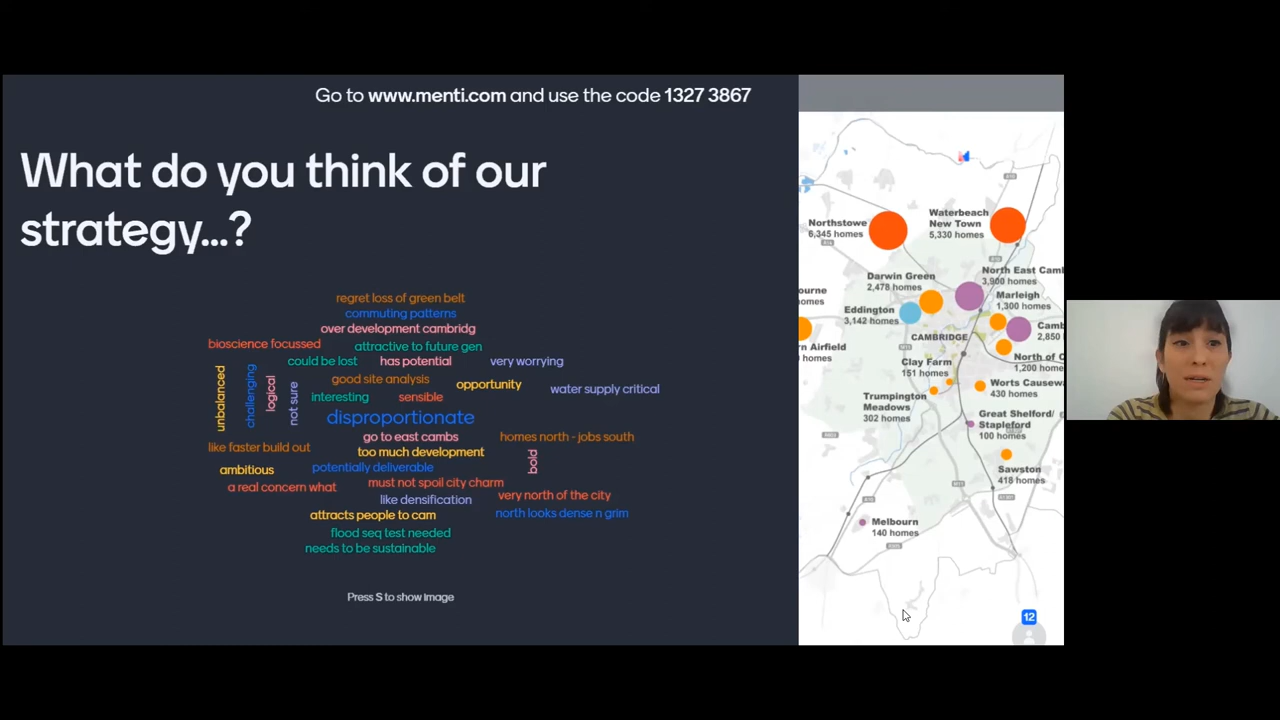 Go to www.menti.com and use the code 1327 3867
What do you think of our
strategy...?
regret loss of green belt
commuting patterns
over development cambridg
bioscience focussed
attractive to future gen
could be lost
has potential
very worrying
good site analysis
opportunity
water supply critical
unbalanced
challenging
logical
not sure
interesting
sensible
disproportionate
go to east cambs
homes north - jobs south
like faster build out
too much development
bold
ambitious
potentially deliverable
a real concern what
must not spoil city charm
like densification
very north of the city
attracts people to cam
north looks dense n grim
flood seq test needed
needs to be sustainable
Press S to show image
Northstowe
6,345 homes
Waterbeach
New Town
5,330 homes
Darwin Green
2,478 homes
North East Caml
3,900 homes
Marleigh
1,300 homes
ourne
omes
Eddington
3,142 homes
Camb
2,850
CAMBRIDGE
rn Airfield
homes
Clay Farm
151 homes
North of C
1,200 homes
Worts Causewa
430 homes
Trumpington
Meadows
302 homes
Great Shelford/
Stapleford
100 homes
Sawston
418 homes
Melbourn
140 homes
12